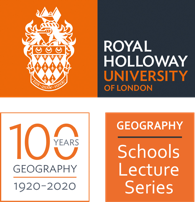 ROYAL
HOLLOWAY
UNIVERSITY
OF LONDON
100
YEARS
GEOGRAPHY
1920-2020
GEOGRAPHY
Schools
Lecture
Series